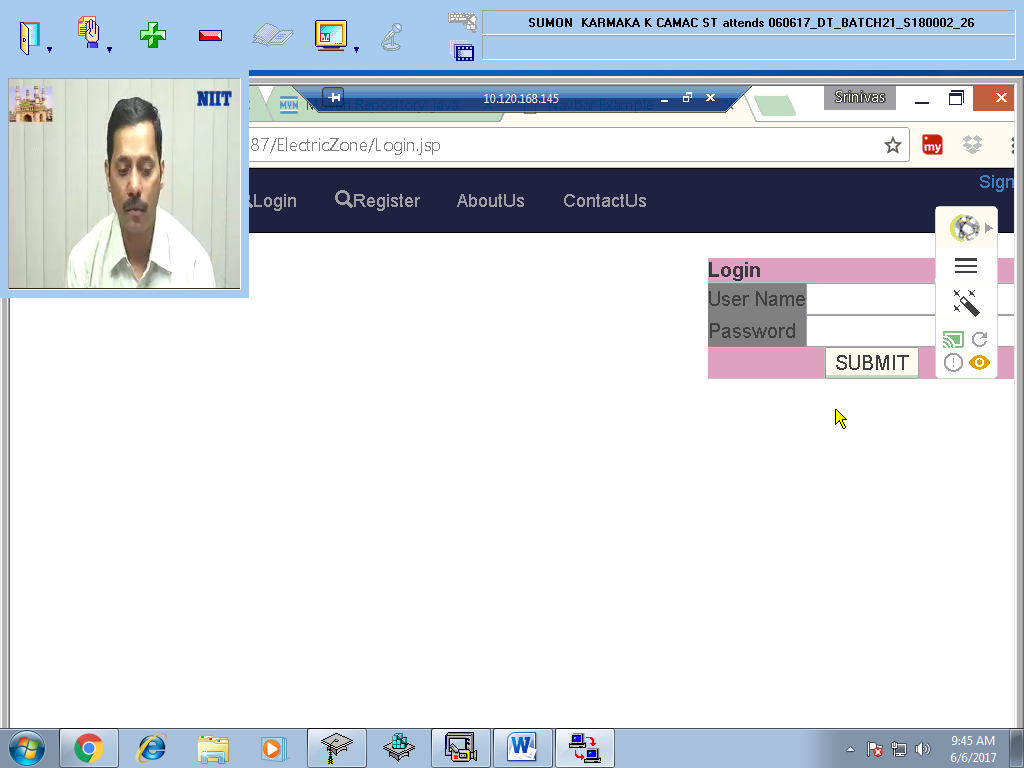 SUMON KARMAKA K CAMAC ST attends 060617_DT_BATCH21_S180002_26
NIIT
10.120.168.145
Srinivas
87/ElectricZone/Login.jsp
my
Login
Register
AboutUs
ContactUs
Sign
Login
User Name
Password
SUBMIT
9:45 AM
6/6/2017